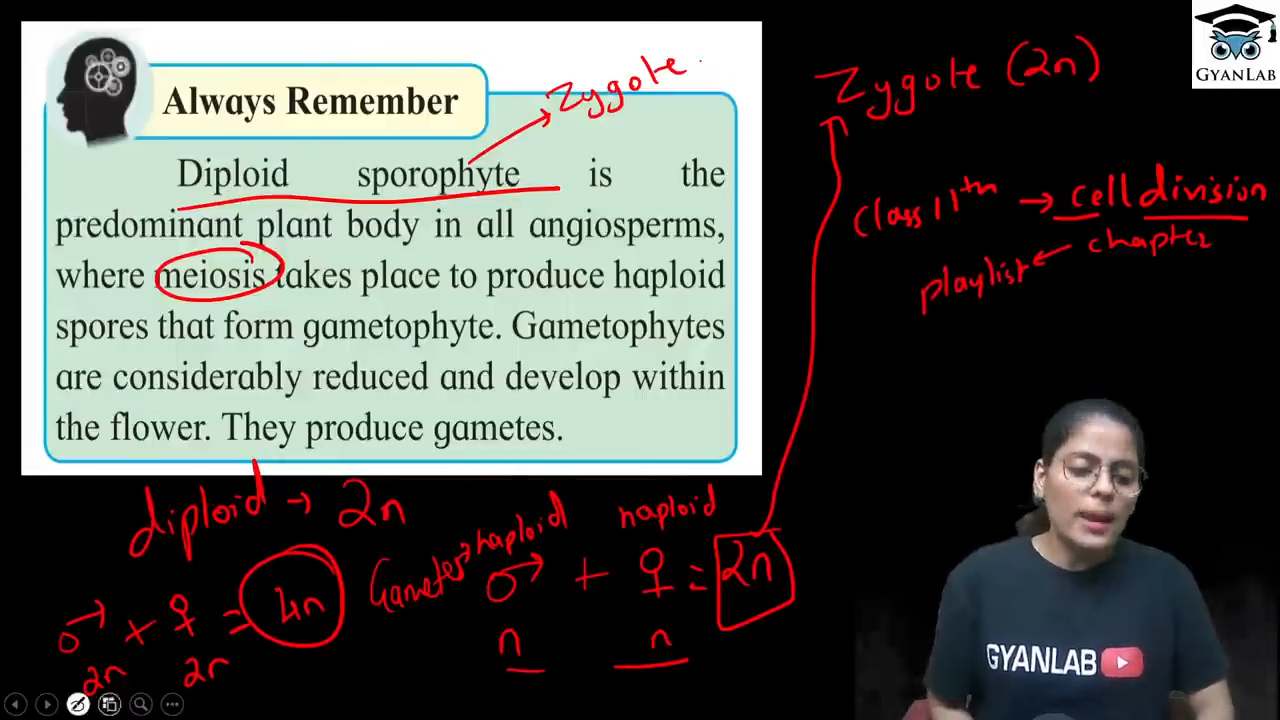 GYANLAB
Always Remember
Zygote
Zygote (2n)
Diploid sporophyte is the
predominant plant body in all angiosperms,
where meiosis takes place to produce haploid
spores that form gametophyte. Gametophytes
are considerably reduced and develop within
the flower. They produce gametes.
Class 11th → cell division
chapter
playlist ←
diploid → 2n
Gametes → haploid haploid
♂ + ♀ = 2n
n n
♂ + ♀ = 4n
2n 2n
GYANLAB